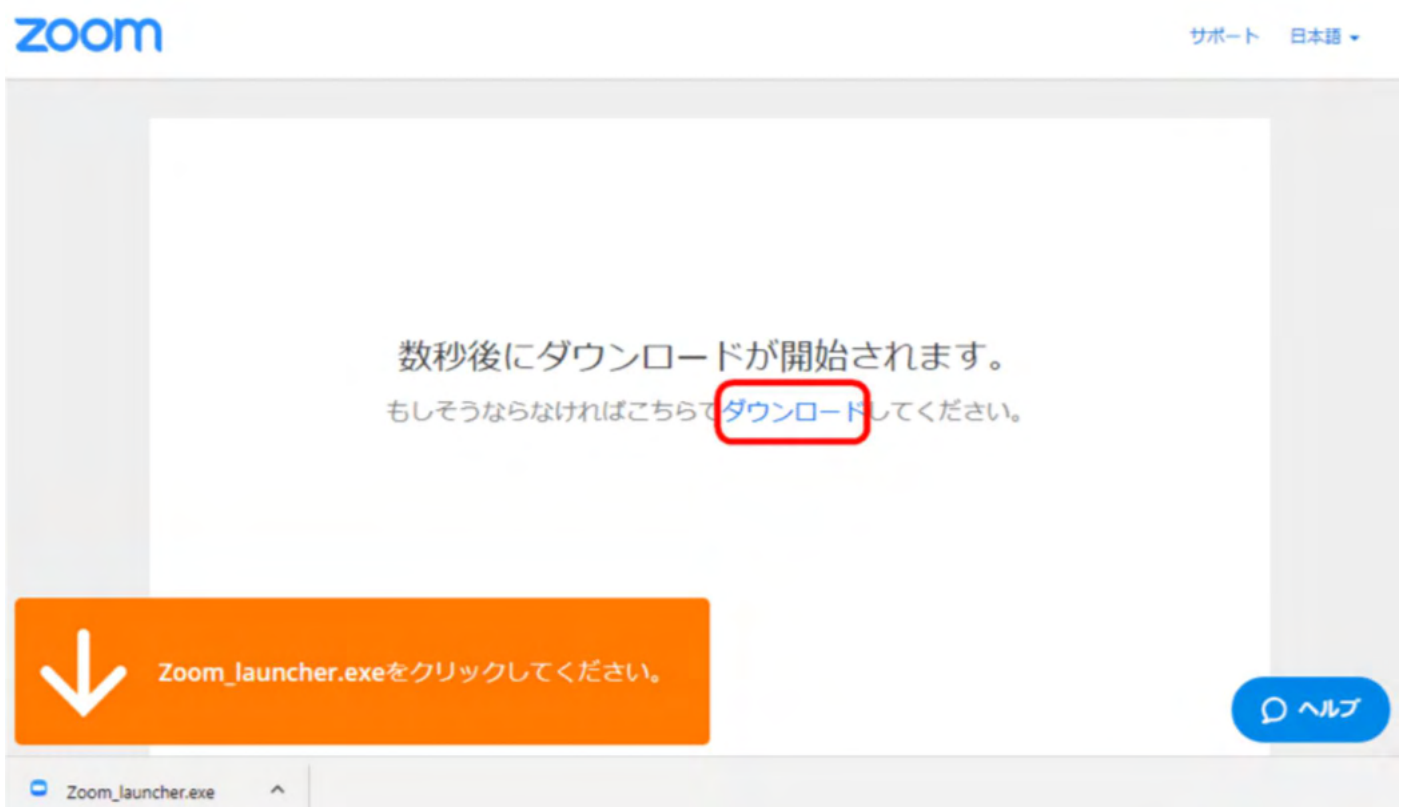 zoom
サポート 日本語
数秒後にダウンロードが開始されます。
もしそうならなければこちらでダウンロードしてください。
Zoom_launcher.exeをクリックしてください。
ヘルプ
Zoom_launcher.exe